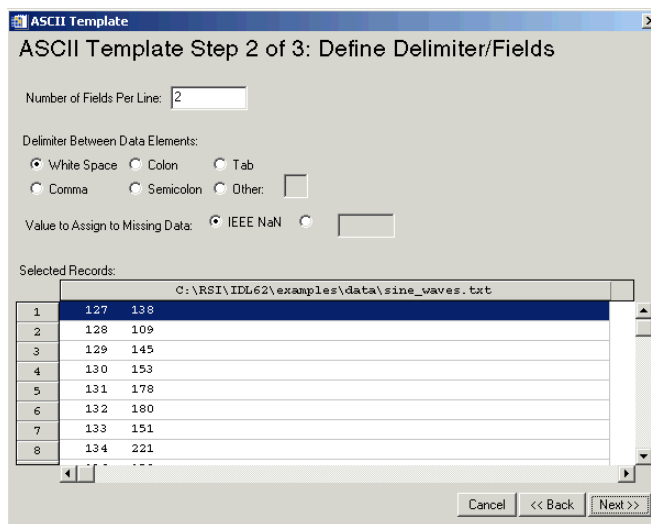 ASCII Template
ASCII Template Step 2 of 3: Define Delimiter/Fields
Number of Fields Per Line: 2
Delimiter Between Data Elements:
White Space Colon Tab
Comma Semicolon Other:
Value to Assign to Missing Data: IEEE NaN
Selected Records:
C:\RSI\IDL62\examples\data\sine_waves.txt
1 127 138
2 128 109
3 129 145
4 130 153
5 131 178
6 132 180
7 133 151
8 134 221
Cancel << Back Next >>